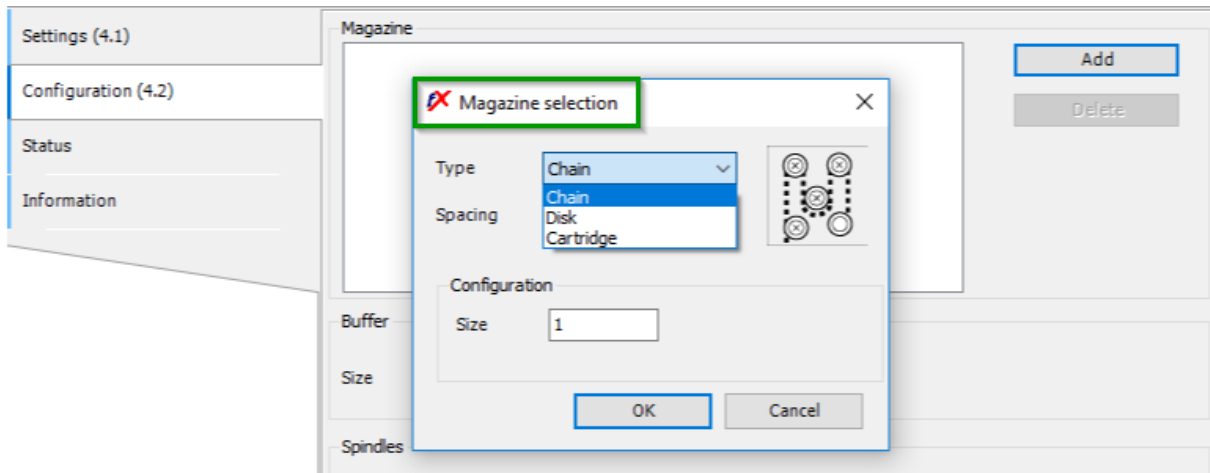 Settings (4.1)
Configuration (4.2)
Status
Information
Magazine
Add
Delete
Magazine selection
Type
Chain
Chain
Disk
Cartridge
Spacing
Configuration
Size
1
OK
Cancel
Buffer
Size
Spindles